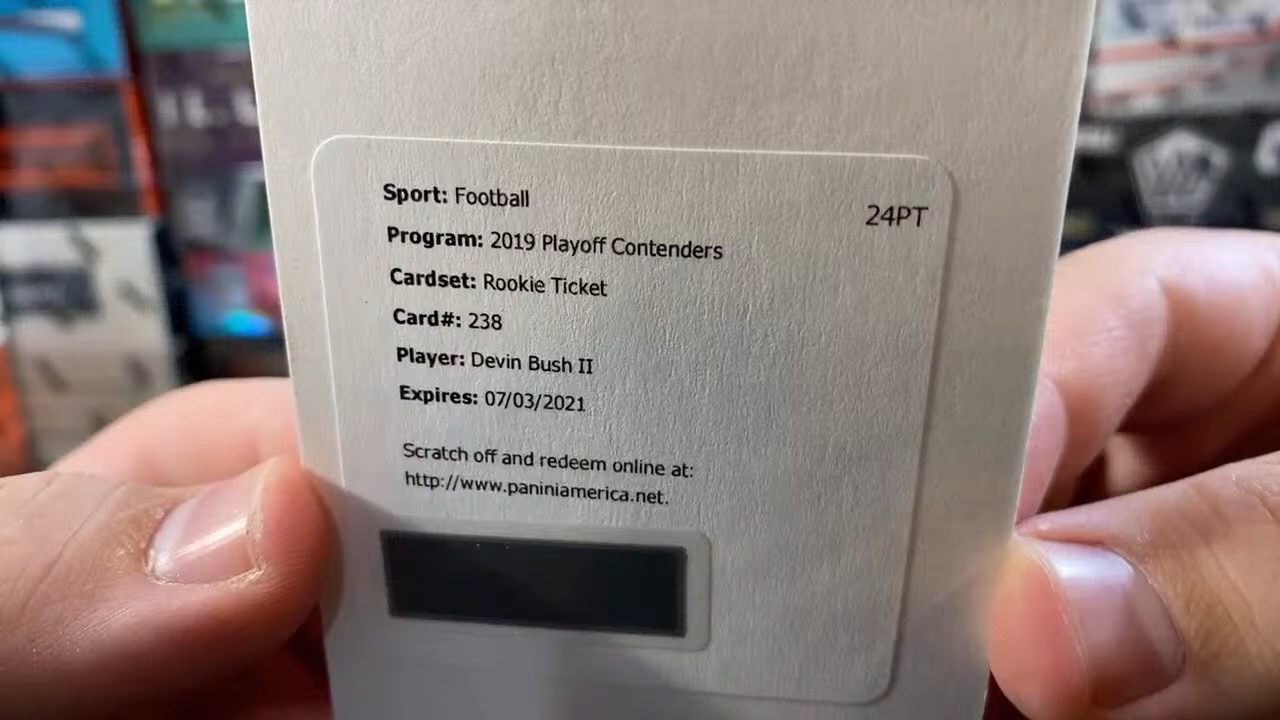 Sport: Football
24PT
Program: 2019 Playoff Contenders
Cardset: Rookie Ticket
Card#: 238
Player: Devin Bush II
Expires: 07/03/2021
Scratch off and redeem online at:
http://www.paniniamerica.net.